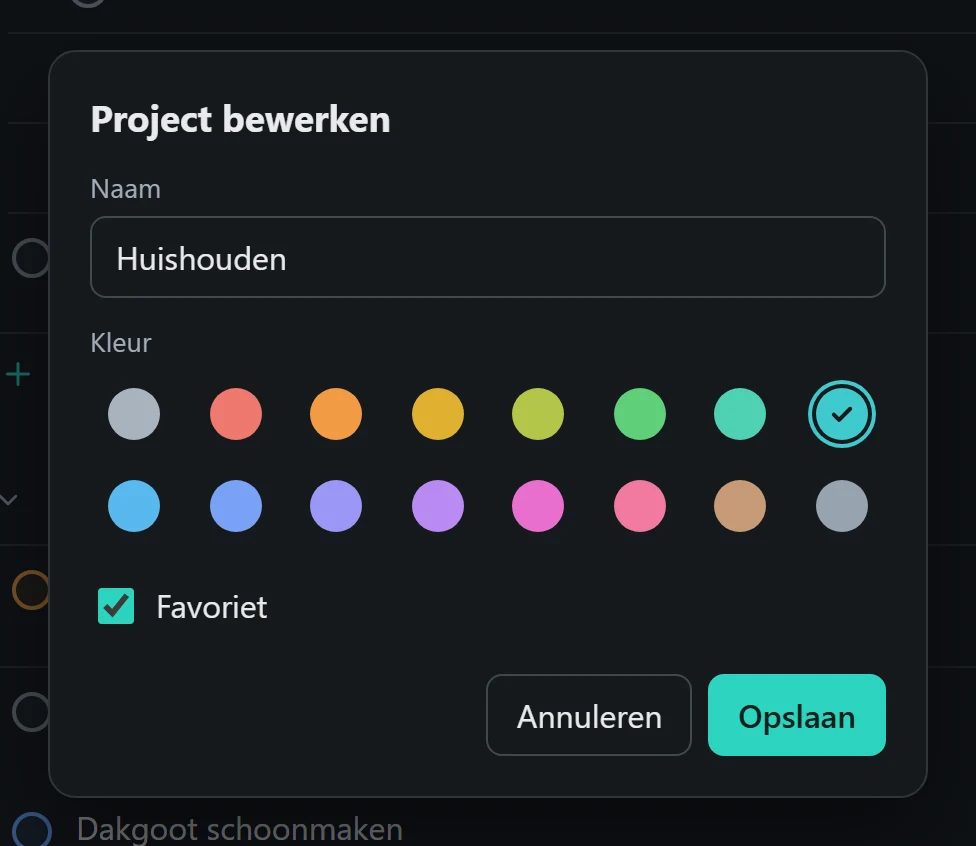 Project bewerken
Naam
Huishouden
Kleur
Favoriet
Annuleren
Opslaan
Dakgoot schoonmaken